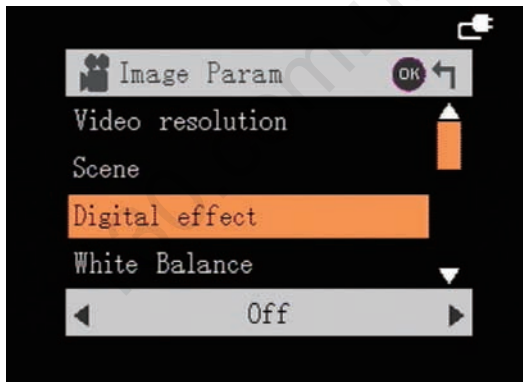 Image Param OK
Video resolution
Scene
Digital effect
White Balance
Off